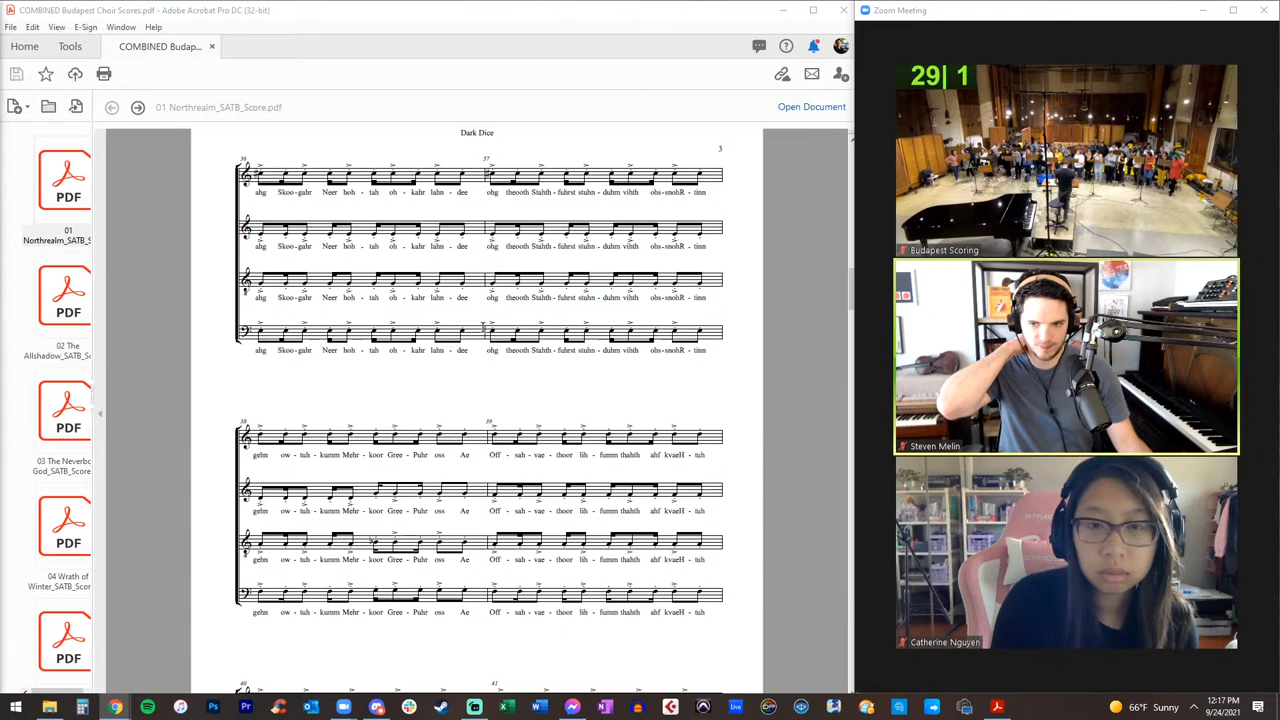 COMBINED Budapest Choir Scores.pdf - Adobe Acrobat Pro DC (32-bit)
File Edit View E-Sign Window Help
Home Tools COMBINED Budap... ×
01 Northrealm_SATB_Score.pdf
Open Document
PDF
01
Northrealm_SATB_S
PDF
02 The
Allshadow_SATB_Sc
PDF
03 The Neverbo
God_SATB_Score
PDF
04 Wrath of
Winter_SATB_Scor
PDF
Dark Dice
3
36 37
ahg Skoo-gahr Neer hoh - tah oh - kahr lahn - dee ohg theooth Stahth - fuhrst stuhn - duhm vihth ohs-snohR - tinn
ahg Skoo-gahr Neer hoh - tah oh - kahr lahn - dee ohg theooth Stahth - fuhrst stuhn - duhm vihth ohs-snohR - tinn
ahg Skoo-gahr Neer hoh - tah oh - kahr lahn - dee ohg theooth Stahth - fuhrst stuhn - duhm vihth ohs-snohR - tinn
8
ahg Skoo-gahr Neer hoh - tah oh - kahr lahn - dee ohg theooth Stahth - fuhrst stuhn - duhm vihth ohs-snohR - tinn
38 39
gehn ow - tuh - kumm Mehr - koor Gree - Puhr oss Ae Off - sah - vae - thoor lih - fumm thahth ahf kvaeH - tuh
gehn ow - tuh - kumm Mehr - koor Gree - Puhr oss Ae Off - sah - vae - thoor lih - fumm thahth ahf kvaeH - tuh
gehn ow - tuh - kumm Mehr - koor Gree - Puhr oss Ae Off - sah - vae - thoor lih - fumm thahth ahf kvaeH - tuh
8
gehn ow - tuh - kumm Mehr - koor Gree - Puhr oss Ae Off - sah - vae - thoor lih - fumm thahth ahf kvaeH - tuh
40 41
Zoom Meeting
29| 1
Budapest Scoring
Steven Melin
Catherine Nguyen
66°F Sunny
12:17 PM
9/24/2021